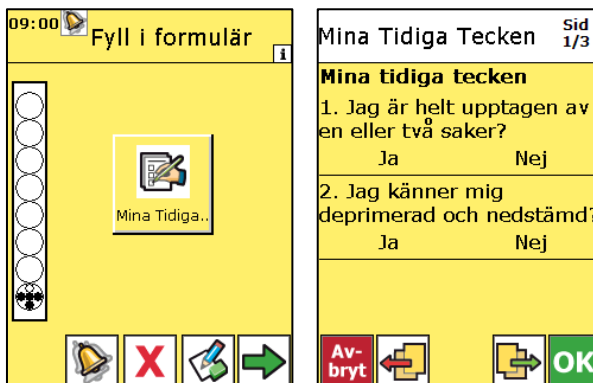 09:00
Fyll i formulär
i
Mina Tidiga..
Mina Tidiga Tecken
Sid
1/3
Mina tidiga tecken
1. Jag är helt upptagen av
en eller två saker?
Ja Nej
2. Jag känner mig
deprimerad och nedstämd?
Ja Nej
Av-
bryt
OK